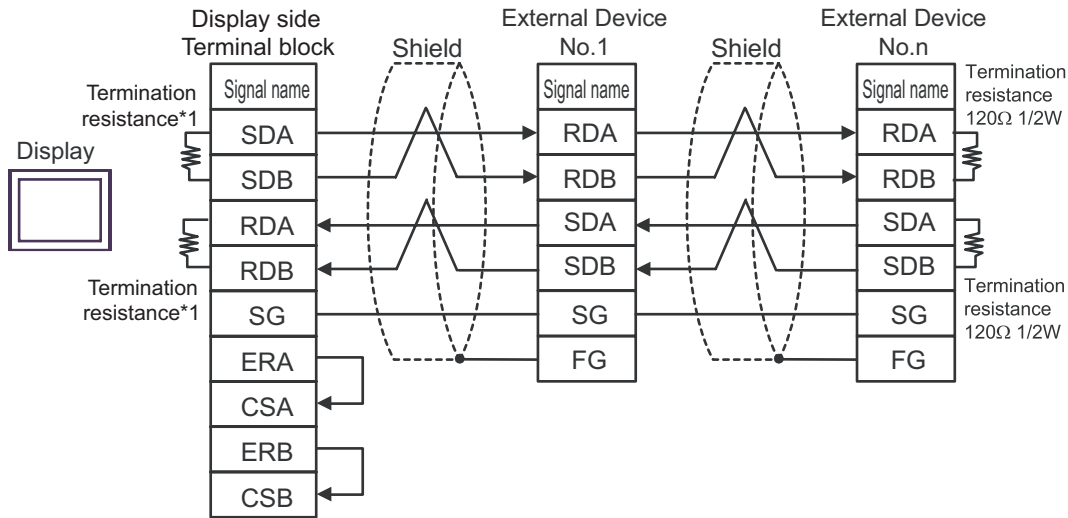 Display side
Terminal block
Shield
External Device
No.1
Shield
External Device
No.n
Termination
resistance*1
Display
Termination
resistance*1
Signal name
SDA
SDB
RDA
RDB
SG
ERA
CSA
ERB
CSB
Signal name
RDA
RDB
SDA
SDB
SG
FG
Signal name
RDA
RDB
SDA
SDB
SG
FG
Termination
resistance
120Ω 1/2W
Termination
resistance
120Ω 1/2W